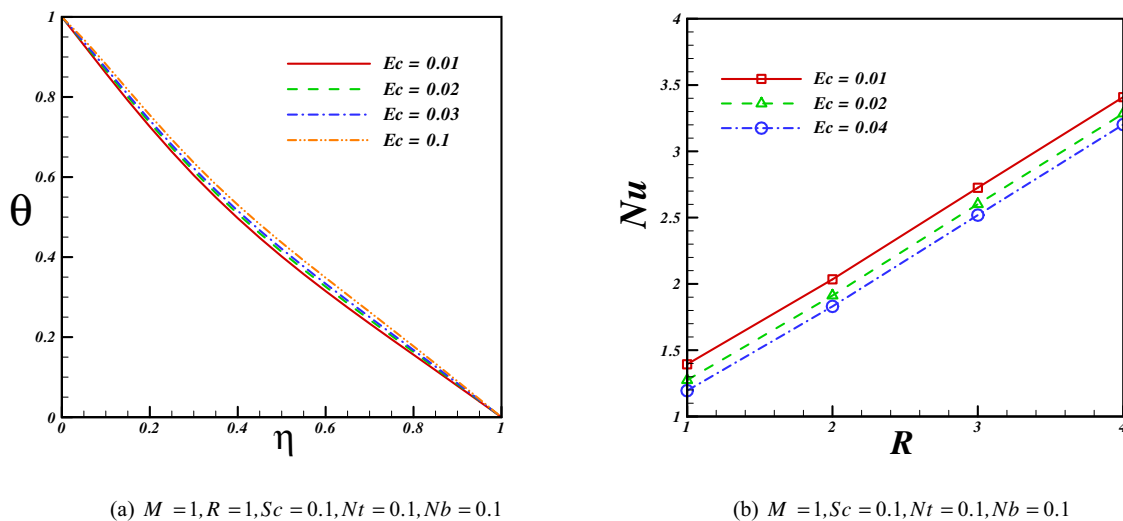 1
0.8
0.6
0.4
0.2
0
θ
Ec = 0.01
Ec = 0.02
Ec = 0.03
Ec = 0.1
0 0.2 0.4 0.6 0.8 1
η
(a) M = 1, R = 1, Sc = 0.1, Nt = 0.1, Nb = 0.1
4
3.5
3
2.5
2
1.5
1
Nu
Ec = 0.01
Ec = 0.02
Ec = 0.04
1 2 3 4
R
(b) M = 1, Sc = 0.1, Nt = 0.1, Nb = 0.1